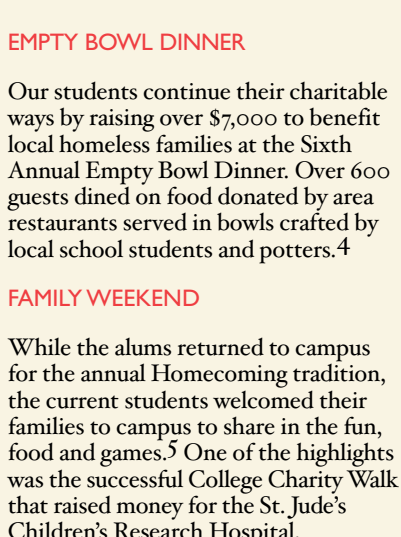 EMPTY BOWL DINNER
Our students continue their charitable
ways by raising over $7,000 to benefit
local homeless families at the Sixth
Annual Empty Bowl Dinner. Over 600
guests dined on food donated by area
restaurants served in bowls crafted by
local school students and potters.4
FAMILY WEEKEND
While the alums returned to campus
for the annual Homecoming tradition,
the current students welcomed their
families to campus to share in the fun,
food and games.5 One of the highlights
was the successful College Charity Walk
that raised money for the St. Jude's
Children's Research Hospital.